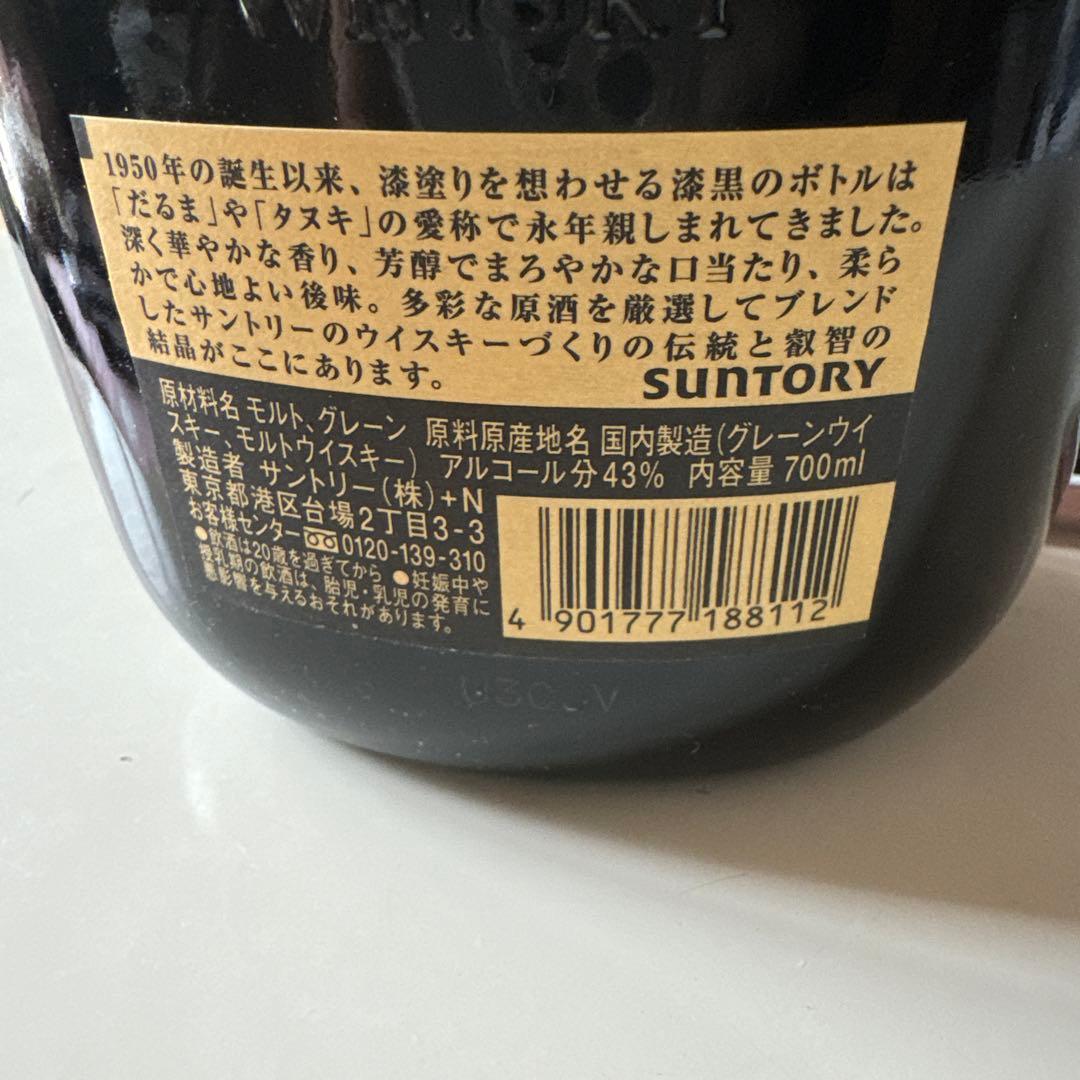 WHISKY
1950年の誕生以来、漆塗りを想わせる漆黒のボトルは
「だるま」や「タヌキ」の愛称で永年親しまれてきました。
深く華やかな香り、芳醇でまろやかな口当たり、柔ら
かで心地よい後味。多彩な原酒を厳選してブレンド
したサントリーのウイスキーづくりの伝統と叡智の
結晶がここにあります。
SUNTORY
原材料名 モルト、グレーン 原料原産地名 国内製造(グレーンウイ
スキー、モルトウイスキー) アルコール分43% 内容量 700ml
製造者 サントリー(株)+N
東京都港区台場2丁目3-3
お客様センター 0120-139-310
●飲酒は20歳を過ぎてから ●妊娠中や
授乳期の飲酒は、胎児・乳児の発育に
悪影響を与えるおそれがあります。
4 901777 188112